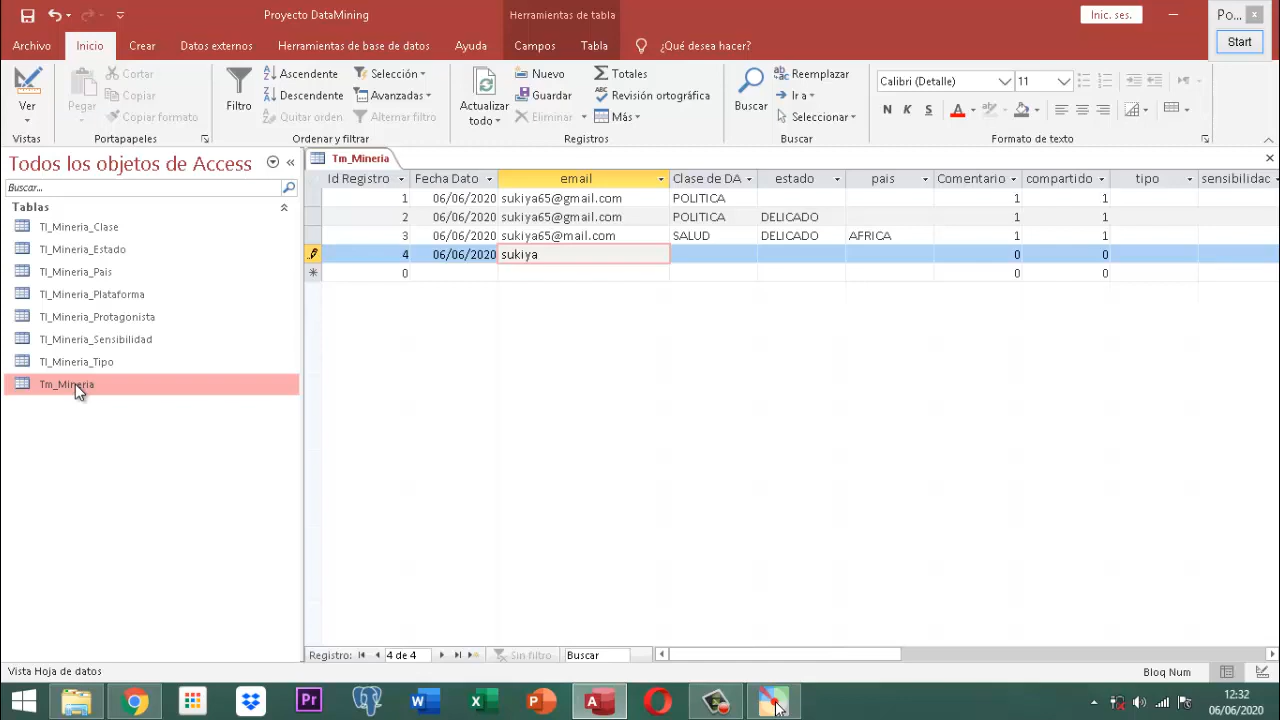 Proyecto DataMining
Herramientas de tabla
Inic. ses.
Po...
Archivo Inicio Crear Datos externos Herramientas de base de datos Ayuda Campos Tabla ¿Qué desea hacer?
Start
Ver
Vistas
Pegar
Cortar
Copiar
Copiar formato
Portapapeles
Filtro
Ascendente
Descendente
Quitar orden
Selección
Avanzadas
Alternar filtro
Ordenar y filtrar
Actualizar todo
Nuevo
Guardar
Eliminar
Totales
Revisión ortográfica
Más
Registros
Buscar
Reemplazar
Ir a
Seleccionar
Buscar
Calibri (Detalle) 11
N K S
Formato de texto
Todos los objetos de Access
Buscar...
Tablas
Tl_Mineria_Clase
Tl_Mineria_Estado
Tl_Mineria_Pais
Tl_Mineria_Plataforma
Tl_Mineria_Protagonista
Tl_Mineria_Sensibilidad
Tl_Mineria_Tipo
Tm_Mineria
Tm_Mineria
Id Registro Fecha Dato email Clase de DA estado pais Comentario compartido tipo sensibilidac
1 06/06/2020 sukiya65@gmail.com POLITICA 1 1
2 06/06/2020 sukiya65@gmail.com POLITICA DELICADO 1 1
3 06/06/2020 sukiya65@mail.com SALUD DELICADO AFRICA 1 1
4 06/06/2020 sukiya 0 0
0 0 0
Registro: 4 de 4 Sin filtro Buscar
Vista Hoja de datos
Bloq Num
Pr
12:32
06/06/2020